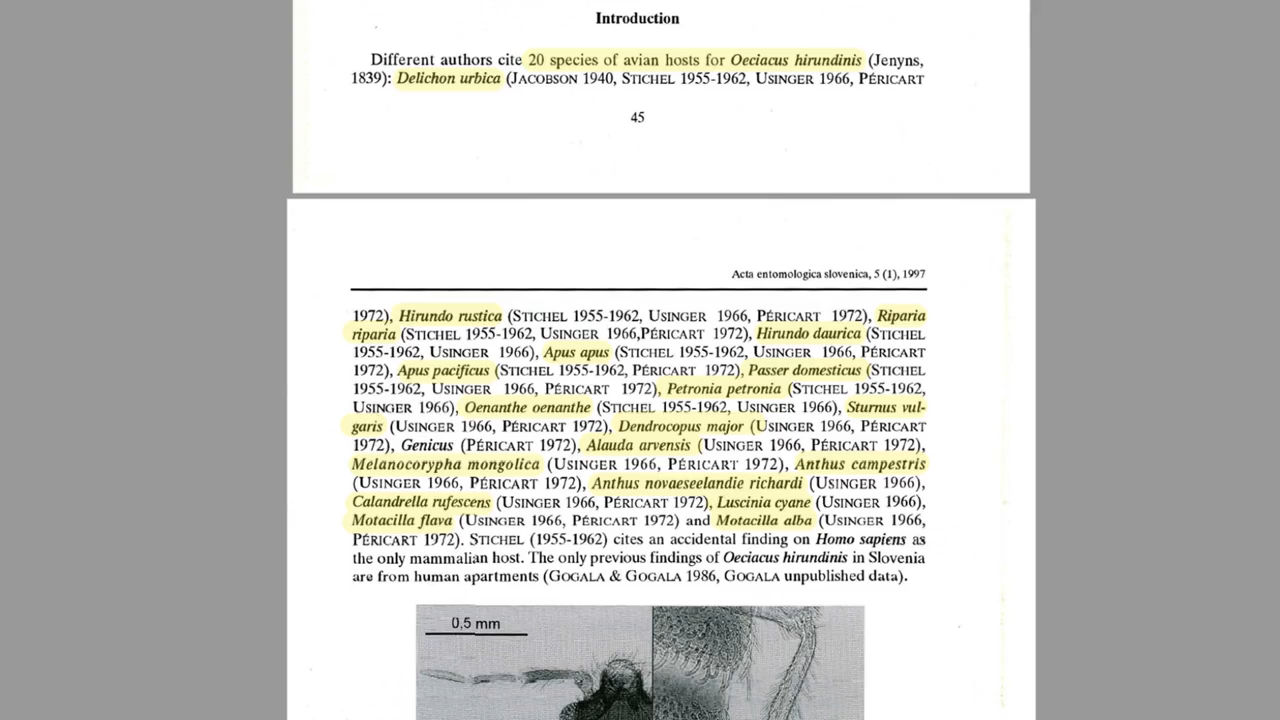 Introduction
Different authors cite 20 species of avian hosts for Oeciacus hirundinis (Jenyns,
1839): Delichon urbica (JACOBSON 1940, STICHEL 1955-1962, USINGER 1966, PÉRICART
45
Acta entomologica slovenica, 5 (1), 1997
1972), Hirundo rustica (STICHEL 1955-1962, USINGER 1966, PÉRICART 1972), Riparia
riparia (STICHEL 1955-1962, USINGER 1966,PÉRICART 1972), Hirundo daurica (STICHEL
1955-1962, USINGER 1966), Apus apus (STICHEL 1955-1962, USINGER 1966, PÉRICART
1972), Apus pacificus (STICHEL 1955-1962, PÉRICART 1972), Passer domesticus (STICHEL
1955-1962, USINGER 1966, PÉRICART 1972), Petronia petronia (STICHEL 1955-1962,
USINGER 1966), Oenanthe oenanthe (STICHEL 1955-1962, USINGER 1966), Sturnus vul-
garis (USINGER 1966, PÉRICART 1972), Dendrocopus major (USINGER 1966, PÉRICART
1972), Genicus (PÉRICART 1972), Alauda arvensis (USINGER 1966, PÉRICART 1972),
Melanocorypha mongolica (USINGER 1966, PÉRICART 1972), Anthus campestris
(USINGER 1966, PÉRICART 1972), Anthus novaeseelandie richardi (USINGER 1966),
Calandrella rufescens (USINGER 1966, PÉRICART 1972), Luscinia cyane (USINGER 1966),
Motacilla flava (USINGER 1966, PÉRICART 1972) and Motacilla alba (USINGER 1966,
PÉRICART 1972). STICHEL (1955-1962) cites an accidental finding on Homo sapiens as
the only mammalian host. The only previous findings of Oeciacus hirundinis in Slovenia
are from human apartments (GOGALA & GOGALA 1986, GOGALA unpublished data).
0,5 mm